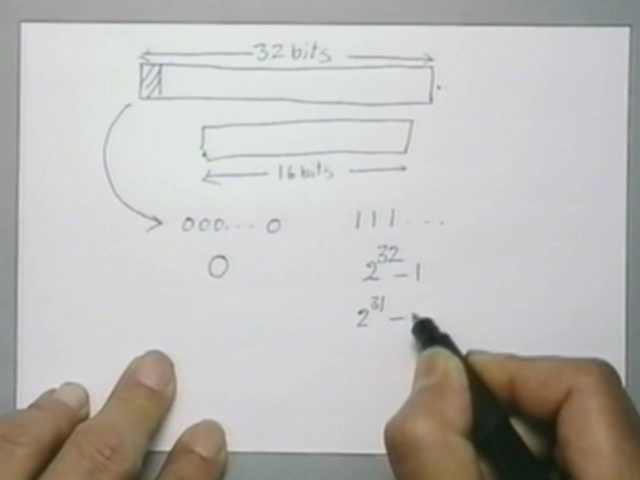 32 bits
16 bits
000... 0 111...
0 2^32 - 1
2^31 -